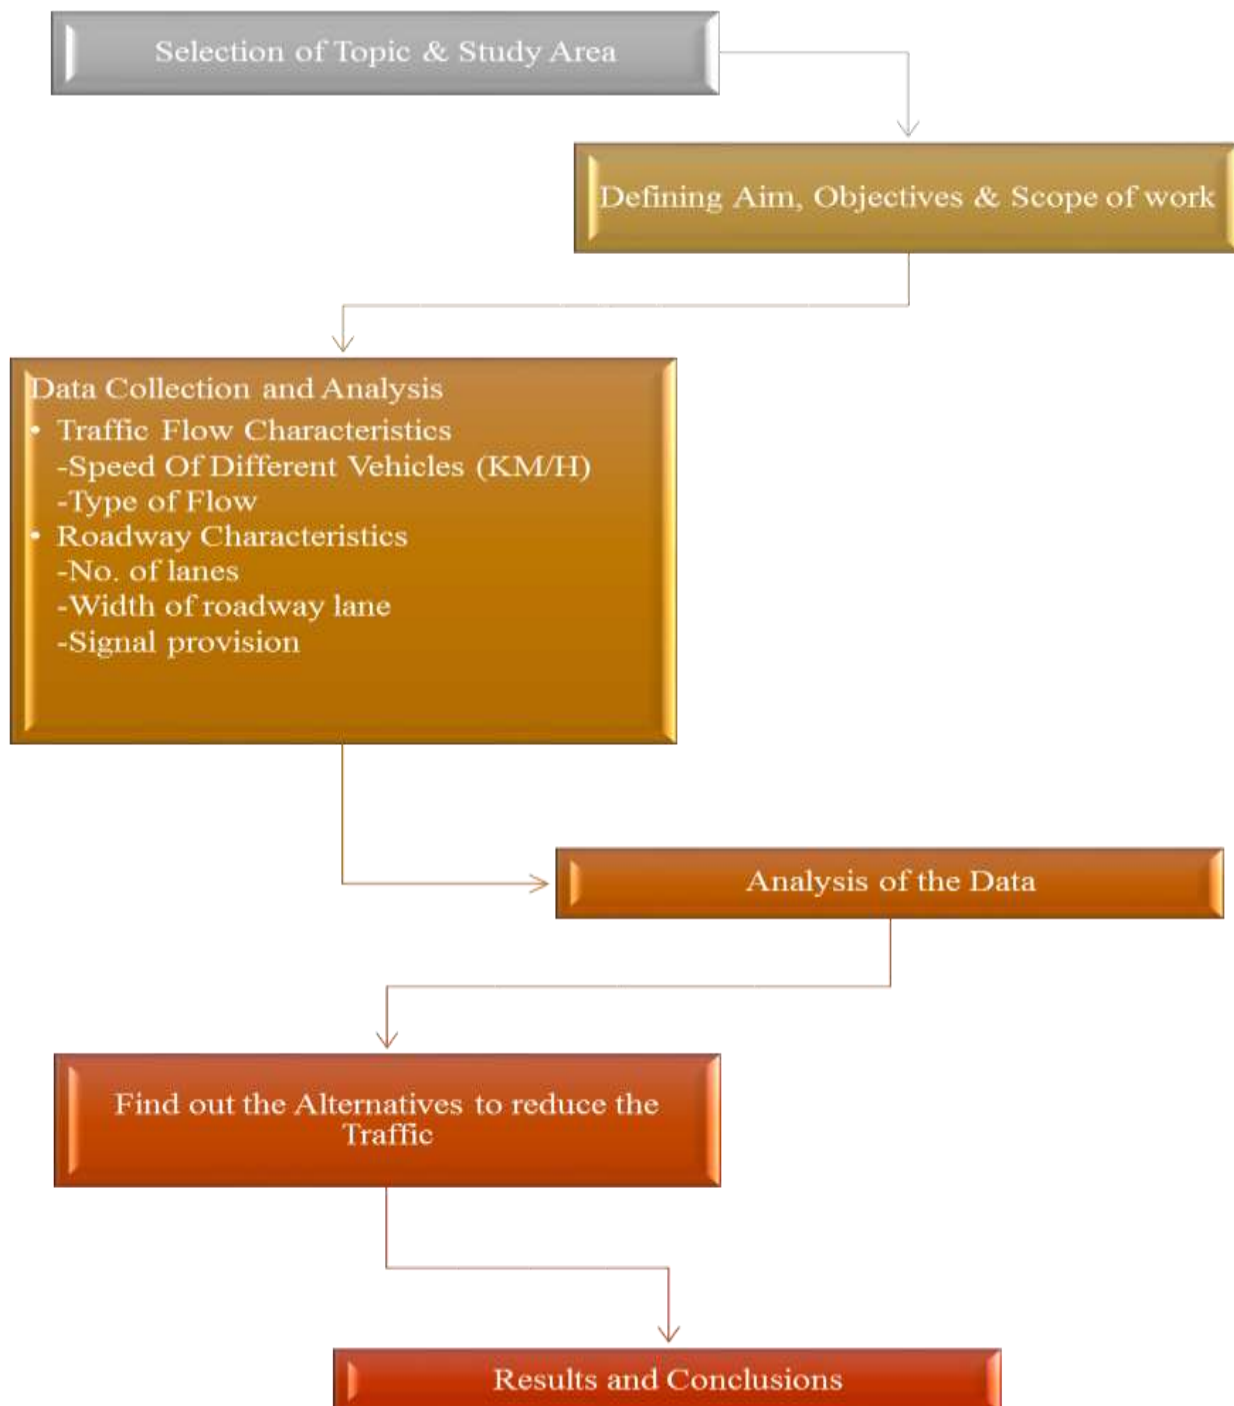 Selection of Topic & Study Area
Defining Aim, Objectives & Scope of work
Data Collection and Analysis
• Traffic Flow Characteristics
-Speed Of Different Vehicles (KM/H)
-Type of Flow
• Roadway Characteristics
-No. of lanes
-Width of roadway lane
-Signal provision
Analysis of the Data
Find out the Alternatives to reduce the
Traffic
Results and Conclusions